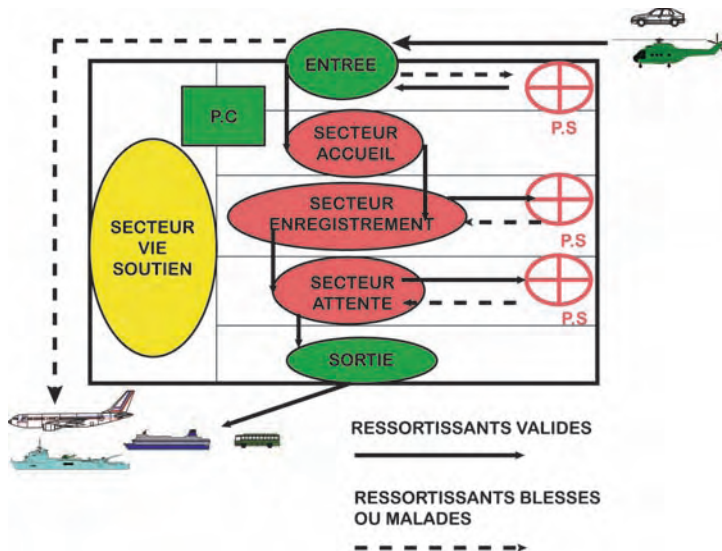 ENTREE
P.C
P.S
SECTEUR
ACCUEIL
SECTEUR
ENREGISTREMENT
P.S
SECTEUR
VIE
SOUTIEN
SECTEUR
ATTENTE
P.S
SORTIE
RESSORTISSANTS VALIDES
RESSORTISSANTS BLESSES
OU MALADES